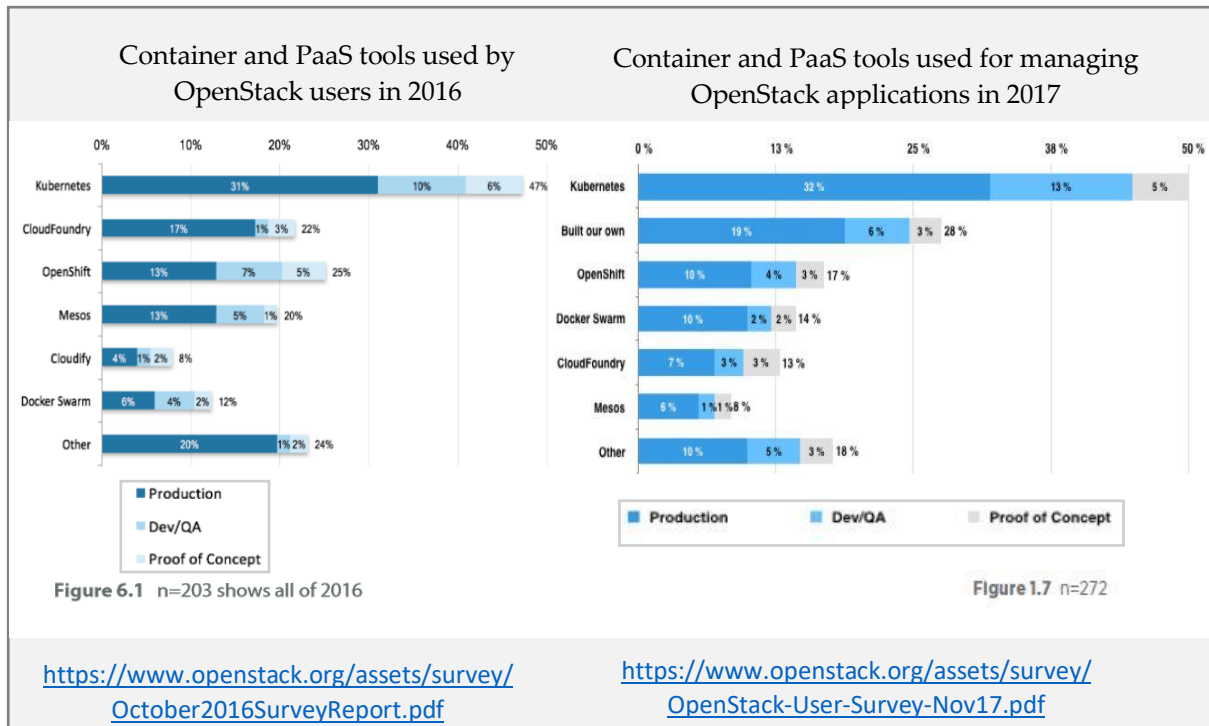 Container and PaaS tools used by
OpenStack users in 2016
0% 10% 20% 30% 40% 50%
Kubernetes 31% 10% 6% 47%
CloudFoundry 17% 1% 3% 22%
OpenShift 13% 7% 5% 25%
Mesos 13% 5% 1% 20%
Cloudify 4% 1% 2% 8%
Docker Swarm 6% 4% 2% 12%
Other 20% 1% 2% 24%
Production
Dev/QA
Proof of Concept
Figure 6.1 n=203 shows all of 2016
https://www.openstack.org/assets/survey/
October2016SurveyReport.pdf
Container and PaaS tools used for managing
OpenStack applications in 2017
0 % 13 % 25 % 38 % 50 %
Kubernetes 32 % 13 % 5 %
Built our own 19 % 6 % 3 % 28 %
OpenShift 10 % 4 % 3 % 17 %
Docker Swarm 10 % 2 % 2 % 14 %
CloudFoundry 7 % 3 % 3 % 13 %
Mesos 6 % 1 % 1 % 8 %
Other 10 % 5 % 3 % 18 %
Production Dev/QA Proof of Concept
Figure 1.7 n=272
https://www.openstack.org/assets/survey/
OpenStack-User-Survey-Nov17.pdf